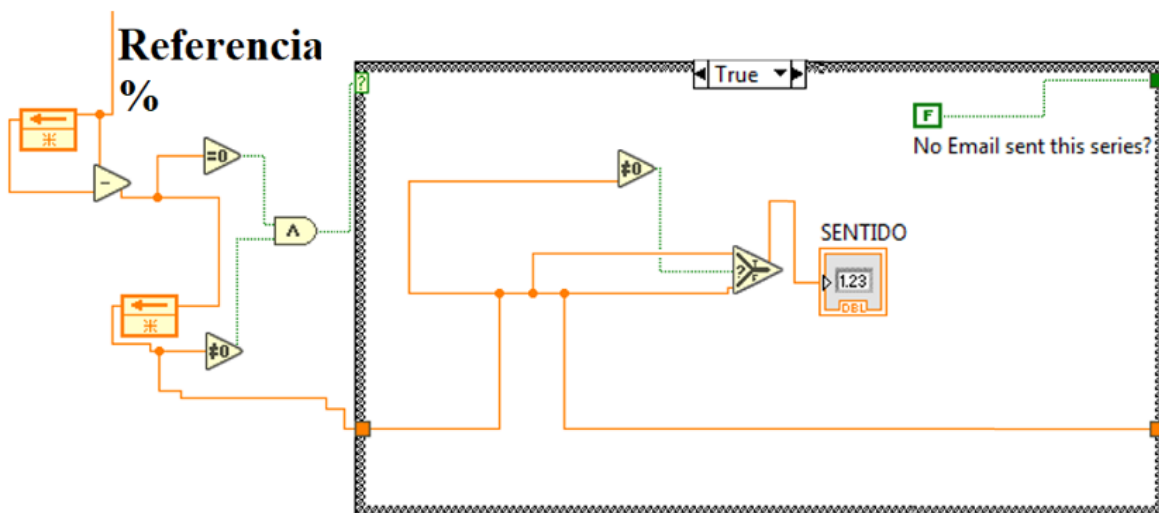 Referencia
%
True
?
F
No Email sent this series?
=0
-
≠0
Λ
?
T
F
SENTIDO
1.23
DBL
≠0